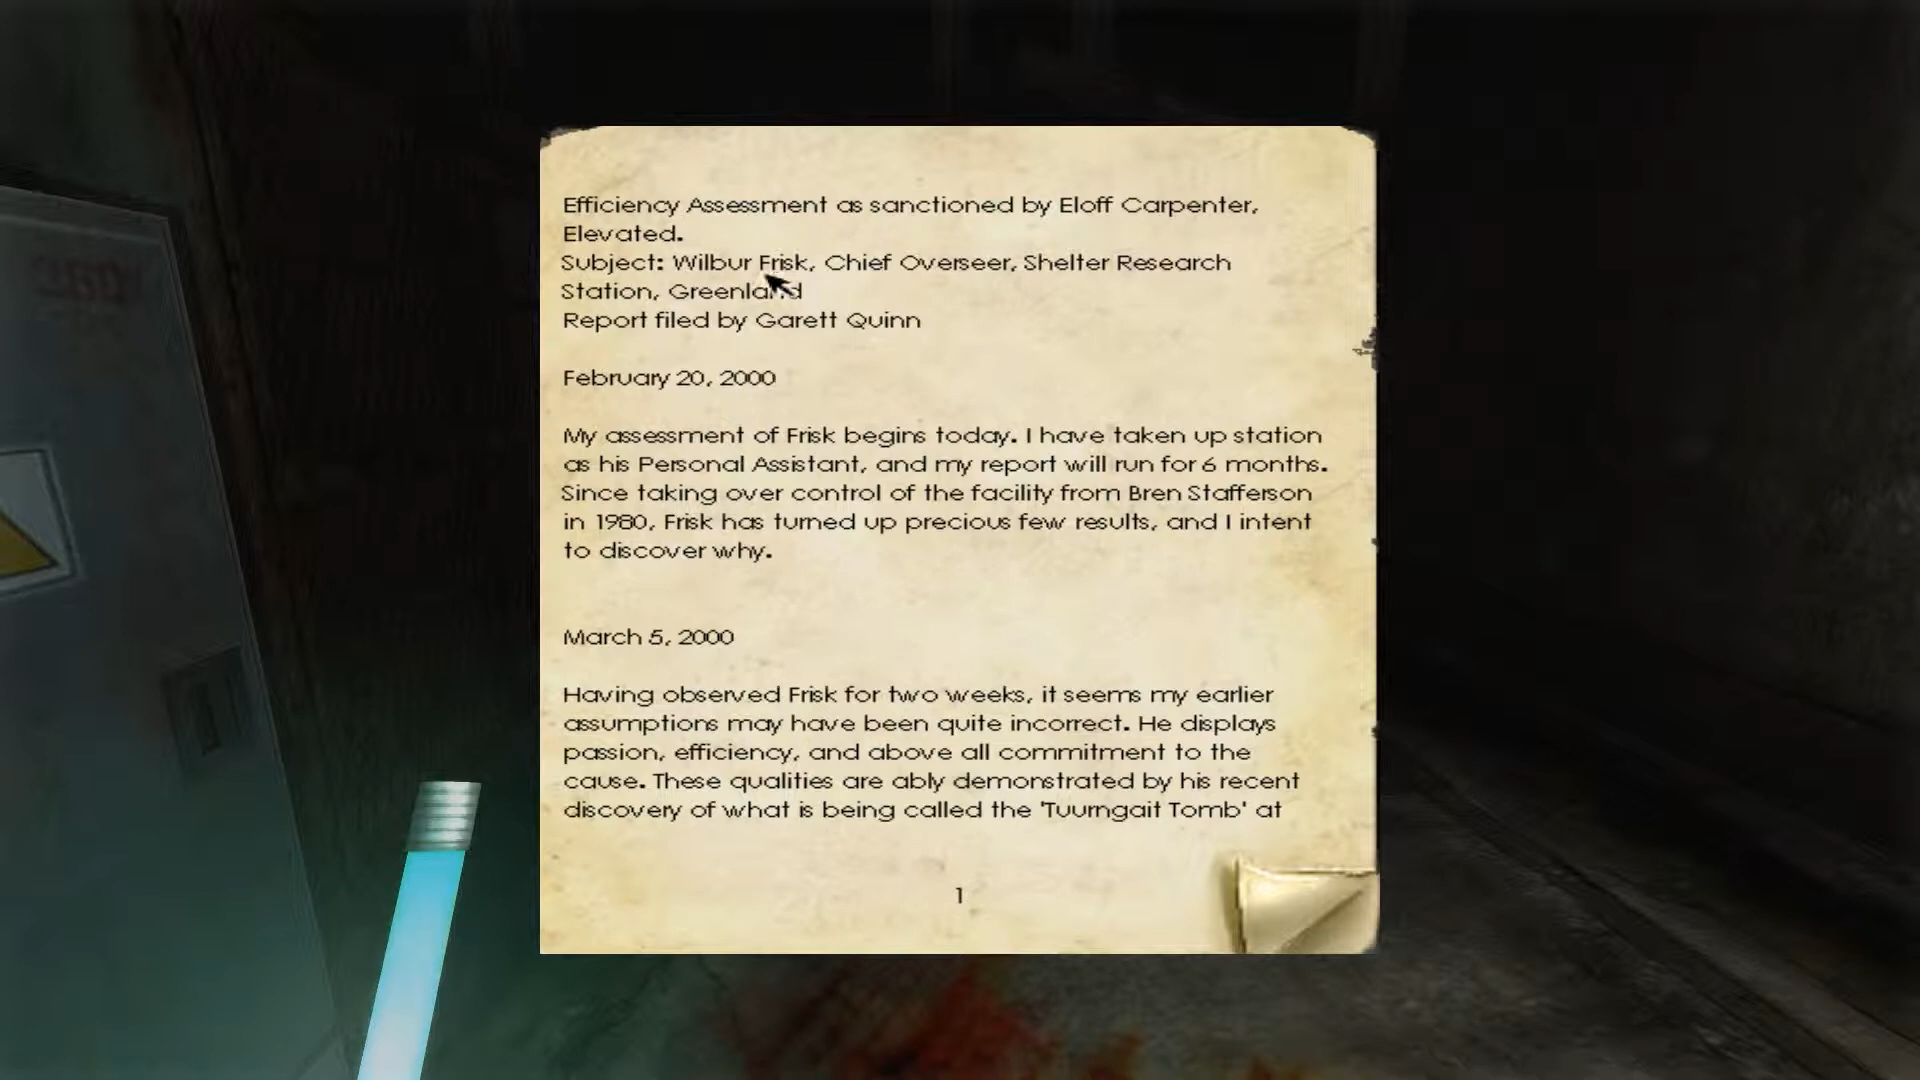 Efficiency Assessment as sanctioned by Eloff Carpenter,
Elevated.
Subject: Wilbur Frisk, Chief Overseer, Shelter Research
Station, Greenland
Report filed by Garett Quinn
February 20, 2000
My assessment of Frisk begins today. I have taken up station
as his Personal Assistant, and my report will run for 6 months.
Since taking over control of the facility from Bren Stafferson
in 1980, Frisk has turned up precious few results, and I intent
to discover why.
March 5, 2000
Having observed Frisk for two weeks, it seems my earlier
assumptions may have been quite incorrect. He displays
passion, efficiency, and above all commitment to the
cause. These qualities are ably demonstrated by his recent
discovery of what is being called the 'Tuurngait Tomb' at
1